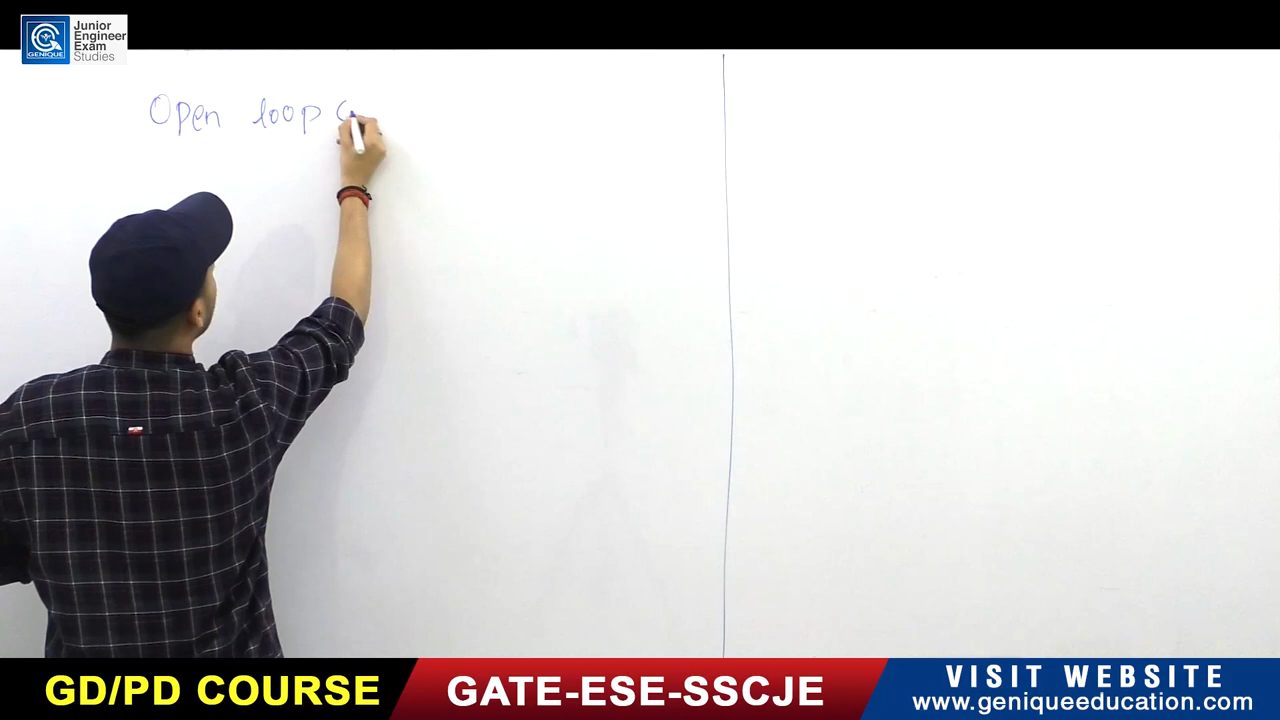 GENIQUE
Junior
Engineer
Exam
Studies
Open loop
GD/PD COURSE
GATE-ESE-SSCJE
VISIT WEBSITE
www.geniqueeducation.com